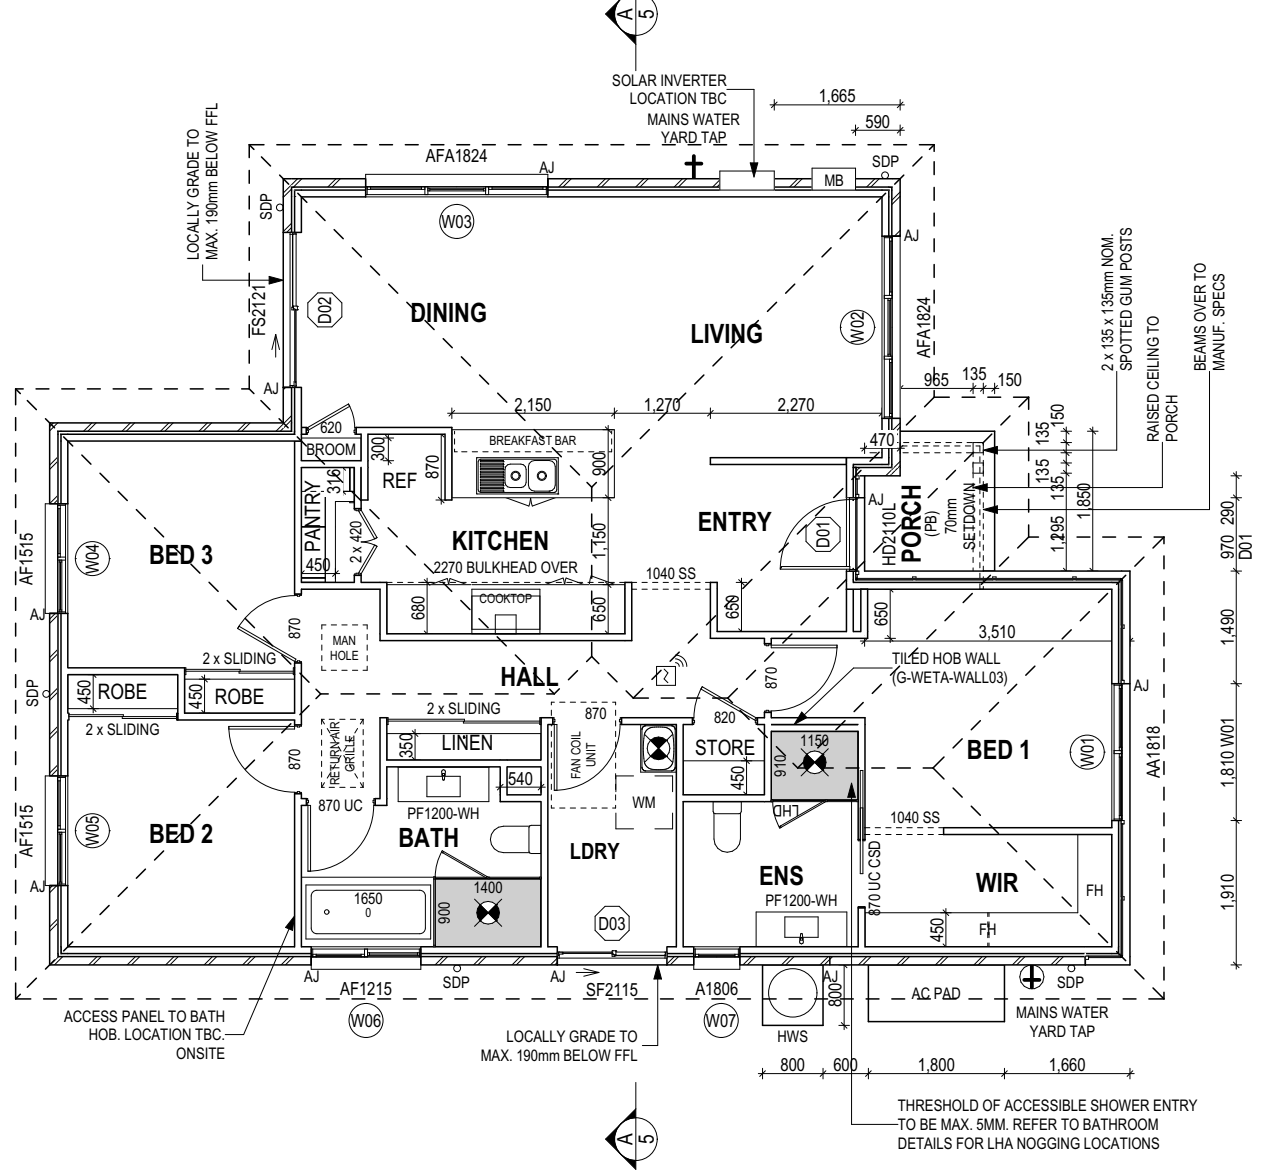 A
5
SOLAR INVERTER
LOCATION TBC
MAINS WATER
YARD TAP
1,665
590
LOCALLY GRADE TO
MAX. 190mm BELOW FFL
AFA1824
AJ
SDP
MB
SDP
W03
AJ
FS2121
D02
DINING
LIVING
W02
AFA1824
2 x 135 x 135mm NOM.
SPOTTED GUM POSTS
RAISED CEILING TO
PORCH
BEAMS OVER TO
MANUF. SPECS
AJ
965
135
150
2,150
1,270
2,270
620
BROOM
300
REF
870
BREAKFAST BAR
900
470
135
150
135
135
1,295
1,850
316
PANTRY
450
2 x 420
KITCHEN
2270 BULKHEAD OVER
1,150
ENTRY
D01
AJ
HD2110L
PORCH
(PB)
70mm
SETDOWN
290
970
D01
AF1515
W04
BED 3
AJ
680
COOKTOP
650
1040 SS
650
650
3,510
1,490
870
MAN
HOLE
HALL
870
TILED HOB WALL
(G-WETA-WALL03)
2 x SLIDING
SDP
450
ROBE
450
ROBE
2 x SLIDING
2 x SLIDING
350
LINEN
870
FAN COIL
UNIT
820
STORE
450
1150
910
BED 1
W01
AJ
AA1818
1,810 W01
870
RETURN AIR
GRILLE
870 UC
540
PF1200-WH
WM
LHD
AF1515
W05
BED 2
BATH
LDRY
1040 SS
870 UC CSD
ENS
PF1200-WH
WIR
FH
FH
450
1,910
AJ
1650
0
1400
900
D03
AJ
AF1215
W06
SDP
AJ
SF2115
A1806
W07
AJ
800
HWS
AC PAD
SDP
MAINS WATER
YARD TAP
ACCESS PANEL TO BATH
HOB. LOCATION TBC.
ONSITE
LOCALLY GRADE TO
MAX. 190mm BELOW FFL
800
600
1,800
1,660
A
5
THRESHOLD OF ACCESSIBLE SHOWER ENTRY
TO BE MAX. 5MM. REFER TO BATHROOM
DETAILS FOR LHA NOGGING LOCATIONS